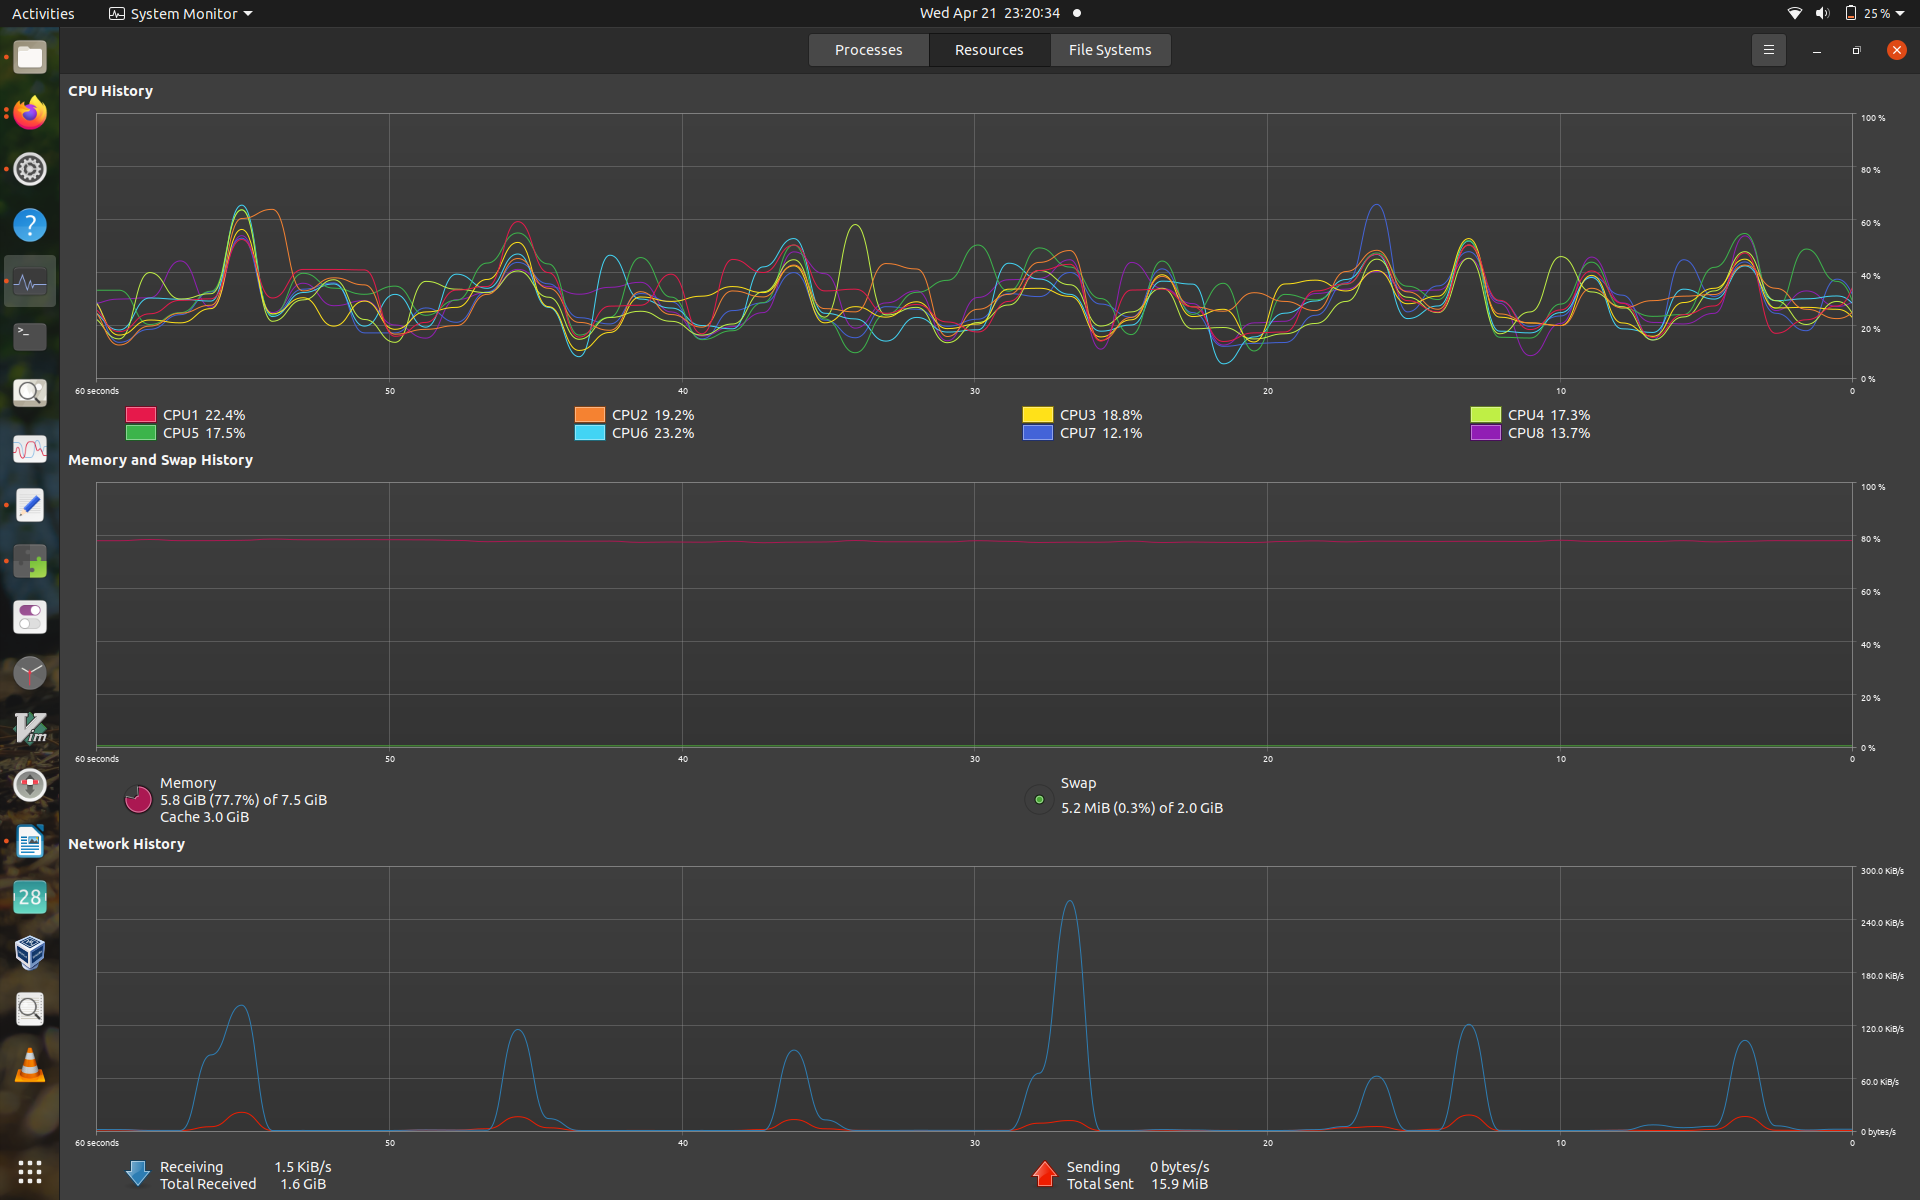 Activities System Monitor Wed Apr 21 23:20:34 25 %
Processes Resources File Systems
CPU History
100 %
80 %
60 %
40 %
20 %
0 %
60 seconds 50 40 30 20 10 0
CPU1 22.4% CPU2 19.2% CPU3 18.8% CPU4 17.3%
CPU5 17.5% CPU6 23.2% CPU7 12.1% CPU8 13.7%
Memory and Swap History
100 %
80 %
60 %
40 %
20 %
0 %
60 seconds 50 40 30 20 10 0
Memory Swap
5.8 GiB (77.7%) of 7.5 GiB 5.2 MiB (0.3%) of 2.0 GiB
Cache 3.0 GiB
Network History
300.0 KiB/s
240.0 KiB/s
180.0 KiB/s
120.0 KiB/s
60.0 KiB/s
0 bytes/s
60 seconds 50 40 30 20 10 0
Receiving 1.5 KiB/s Sending 0 bytes/s
Total Received 1.6 GiB Total Sent 15.9 MiB
?
>_
Vim
28